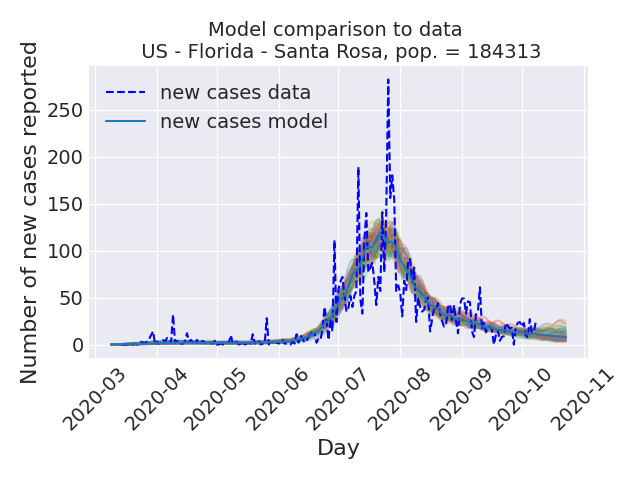 Model comparison to data
US - Florida - Santa Rosa, pop. = 184313
Number of new cases reported
new cases data
new cases model
250
200
150
100
50
0
2020-03
2020-04
2020-05
2020-06
2020-07
2020-08
2020-09
2020-10
2020-11
Day